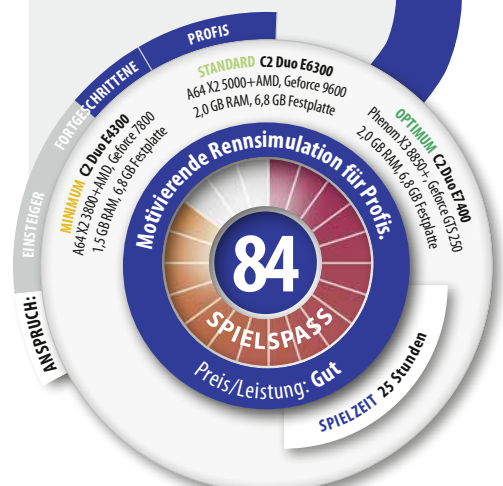 ANSPRUCH:
EINSTEIGER
FORTGESCHRITTENE
PROFIS
MINIMUM C2 Duo E4300
A64 X2 3800+AMD, Geforce 7800
1,5 GB RAM, 6,8 GB Festplatte
STANDARD C2 Duo E6300
A64 X2 5000+AMD, Geforce 9600
2,0 GB RAM, 6,8 GB Festplatte
OPTIMUM C2 Duo E7400
Phenom X3 8850+, Geforce GTS 250
2,0 GB RAM, 6,8 GB Festplatte
Motivierende Rennsimulation für Profis.
84
SPIELSPA$S
Preis/Leistung: Gut
SPIELZEIT 25 Stunden